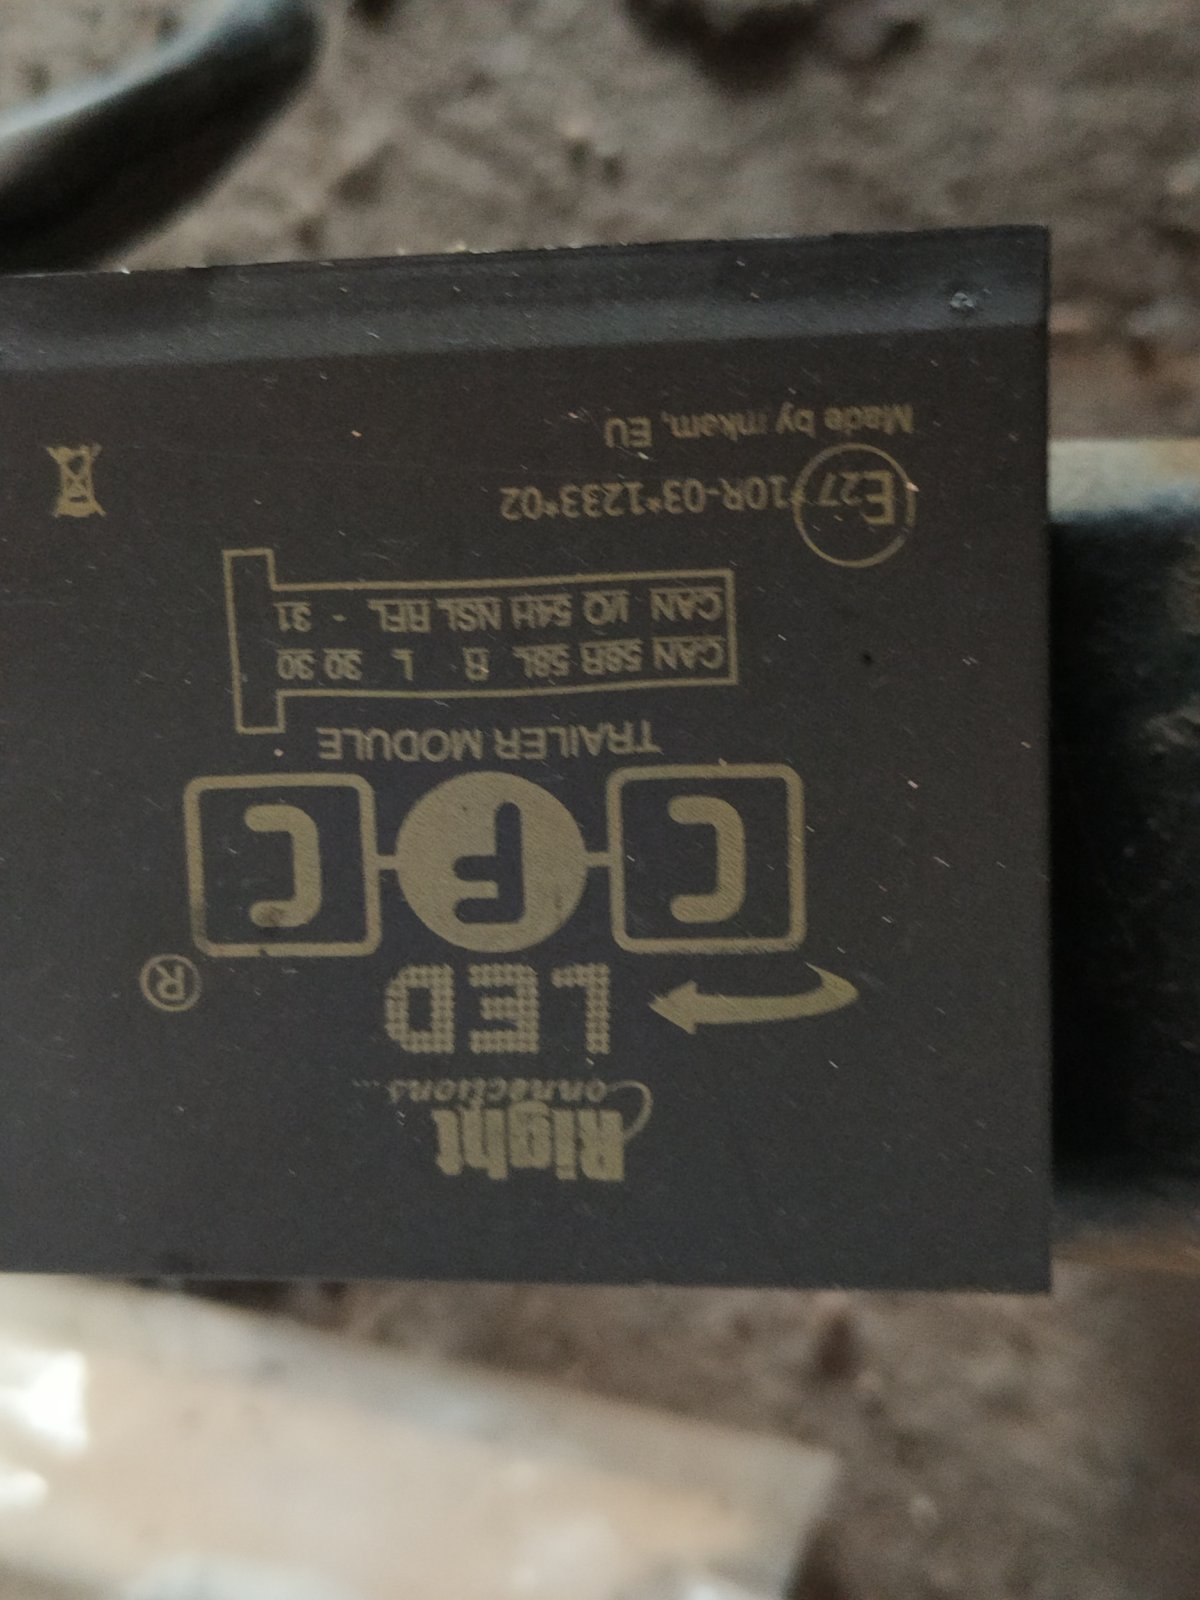 Right
Connections...
LED
C F C ®
TRAILER MODULE
CAN 58R 58L R L 30 30
CAN I/O 54H NSL RFL - 31
E27 10R-03*1233*02
Made by mkam, EU